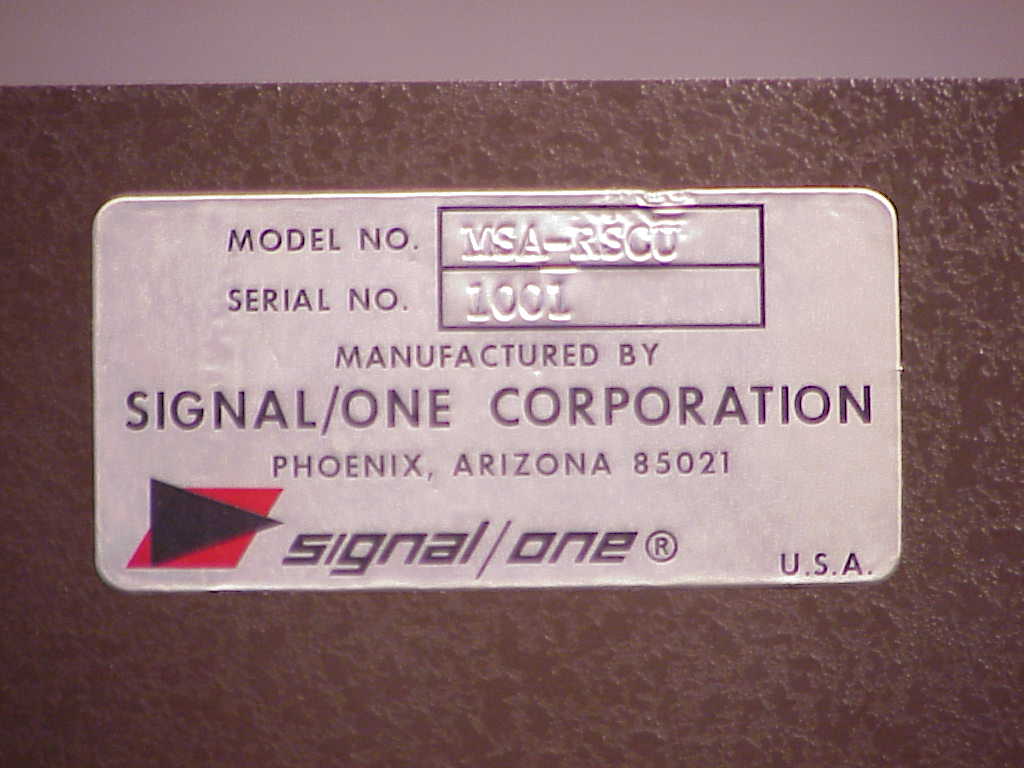 MODEL NO. MSA-RSCU
SERIAL NO. 1001
MANUFACTURED BY
SIGNAL/ONE CORPORATION
PHOENIX, ARIZONA 85021
signal/one®
U.S.A.